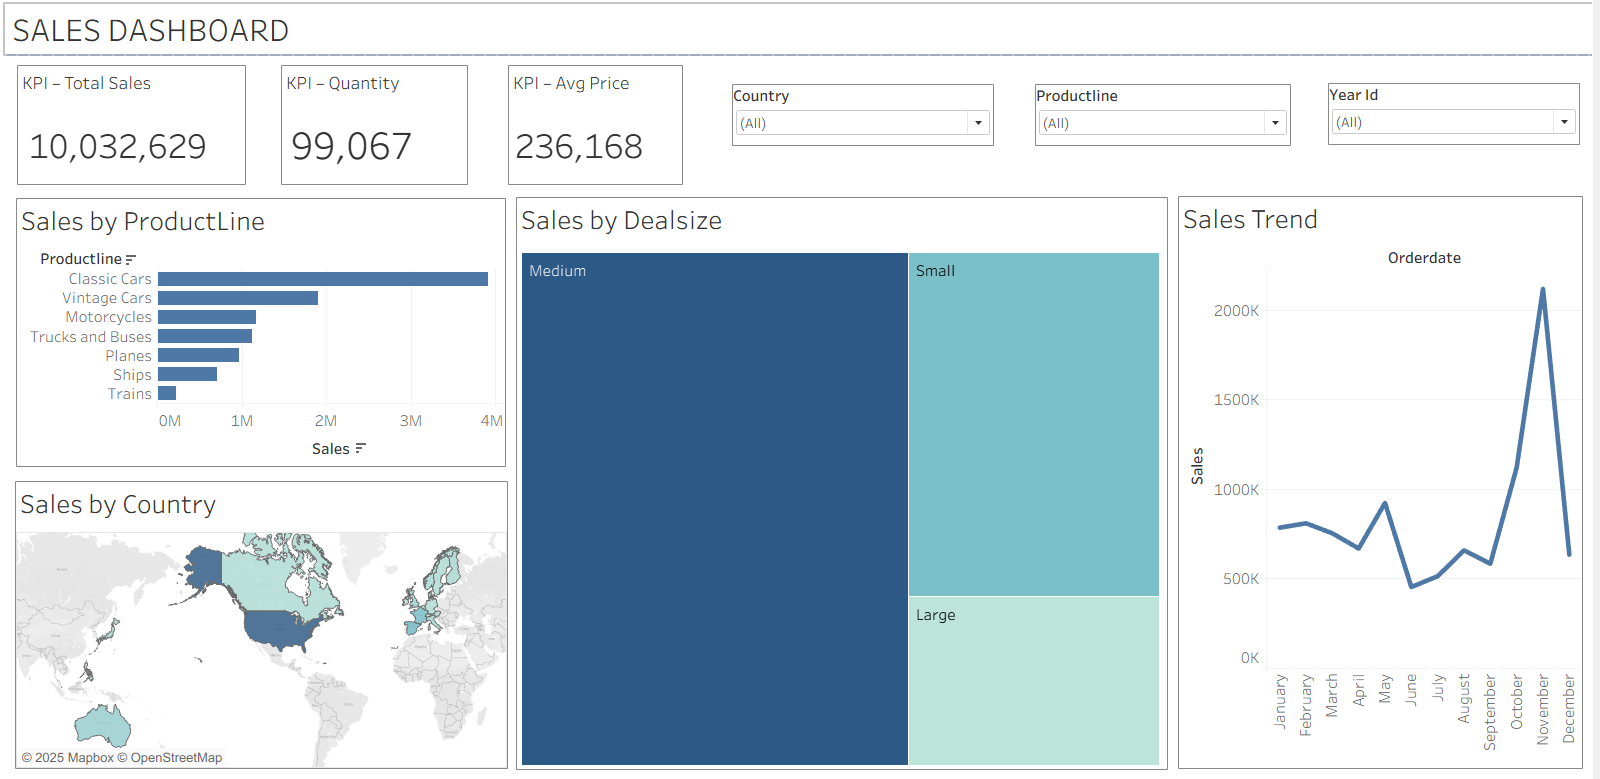 SALES DASHBOARD
KPI – Total Sales
10,032,629
KPI – Quantity
99,067
KPI – Avg Price
236,168
Country
(All)
Productline
(All)
Year Id
(All)
Sales by ProductLine
Productline
Classic Cars
Vintage Cars
Motorcycles
Trucks and Buses
Planes
Ships
Trains
0M 1M 2M 3M 4M
Sales
Sales by Country
© 2025 Mapbox © OpenStreetMap
Sales by Dealsize
Medium
Small
Large
Sales Trend
Orderdate
2000K
1500K
1000K
500K
0K
Sales
January
February
March
April
May
June
July
August
September
October
November
December